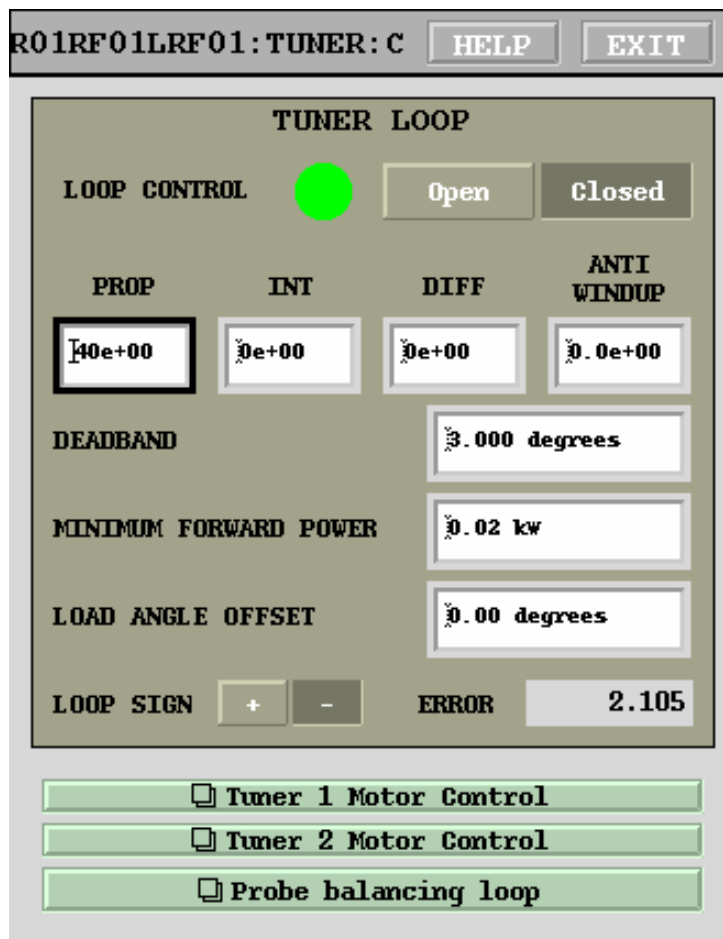 R01RF01LRF01:TUNER:C HELP EXIT
TUNER LOOP
LOOP CONTROL Open Closed
PROP INT DIFF ANTI WINDUP
40e+00 0e+00 0e+00 0.0e+00
DEADBAND 3.000 degrees
MINIMUM FORWARD POWER 0.02 kW
LOAD ANGLE OFFSET 0.00 degrees
LOOP SIGN + - ERROR 2.105
Tuner 1 Motor Control
Tuner 2 Motor Control
Probe balancing loop